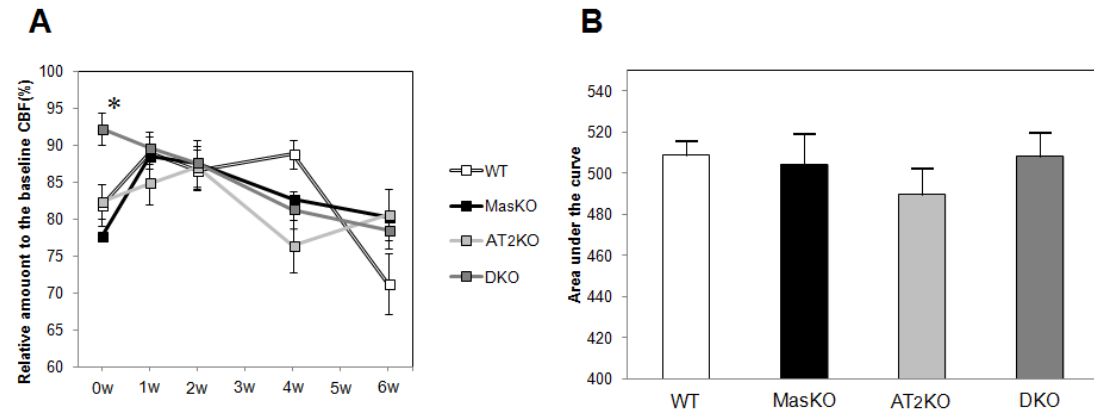 A
Relative amount to the baseline CBF(%)
100
95
90
85
80
75
70
65
60
*
0w 1w 2w 3w 4w 5w 6w
WT
MasKO
AT2KO
DKO
B
Area under the curve
540
520
500
480
460
440
420
400
WT MasKO AT2KO DKO